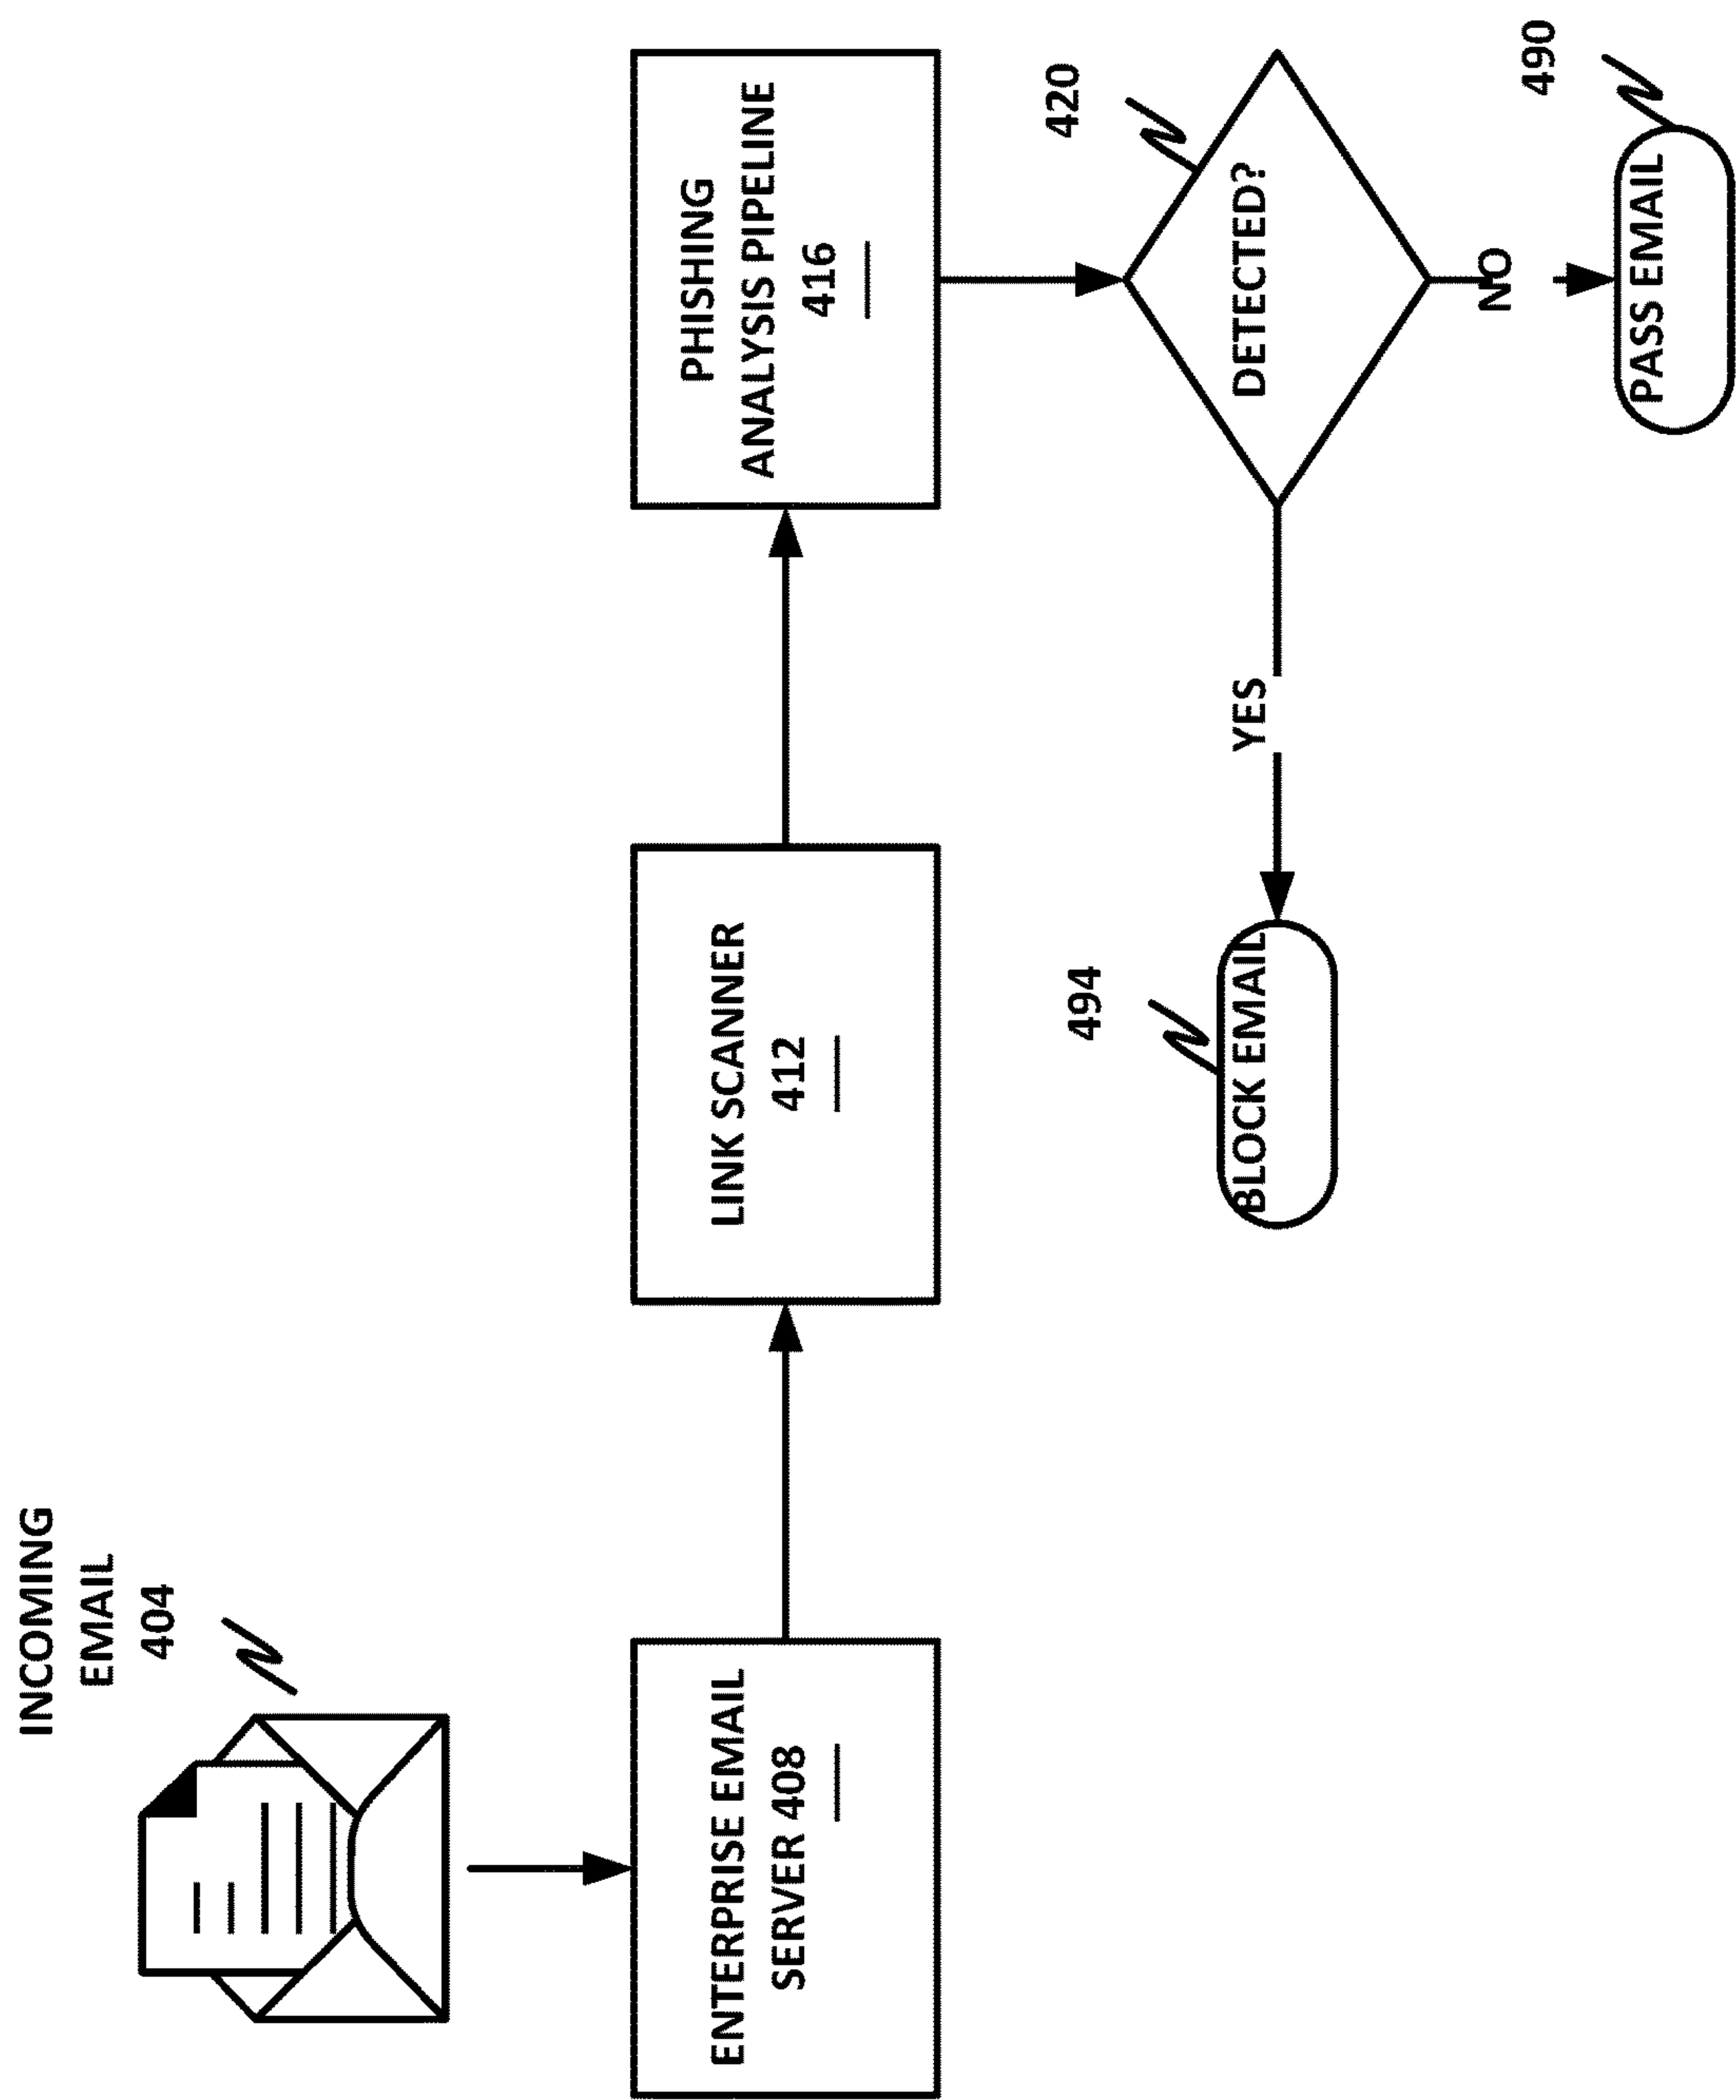 INCOMING
EMAIL
404
ENTERPRISE EMAIL
SERVER 408
LINK SCANNER
412
PHISHING
ANALYSIS PIPELINE
416
420
DETECTED?
YES
494
BLOCK EMAIL
NO
490
PASS EMAIL